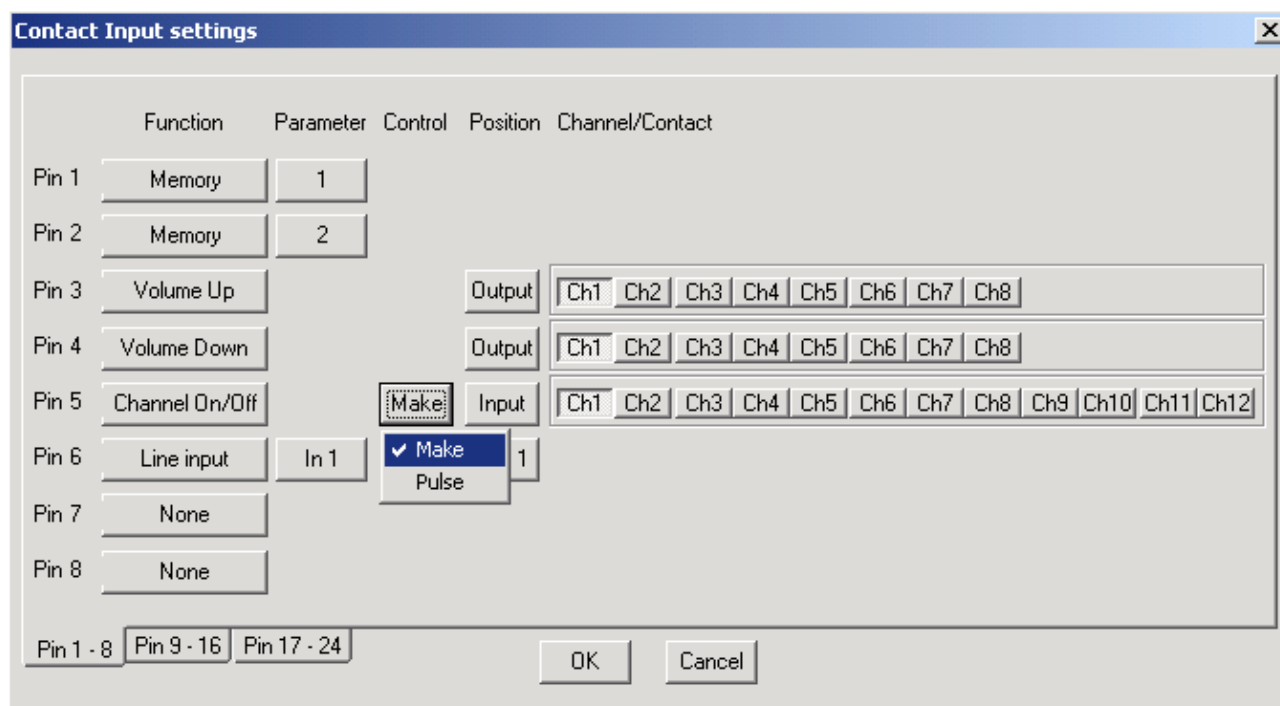 Contact Input settings
Function Parameter Control Position Channel/Contact
Pin 1 Memory 1
Pin 2 Memory 2
Pin 3 Volume Up Output Ch1 Ch2 Ch3 Ch4 Ch5 Ch6 Ch7 Ch8
Pin 4 Volume Down Output Ch1 Ch2 Ch3 Ch4 Ch5 Ch6 Ch7 Ch8
Pin 5 Channel On/Off Make Input Ch1 Ch2 Ch3 Ch4 Ch5 Ch6 Ch7 Ch8 Ch9 Ch10 Ch11 Ch12
Pin 6 Line input In 1 Make 1
Pulse
Pin 7 None
Pin 8 None
Pin 1 - 8 Pin 9 - 16 Pin 17 - 24
OK Cancel